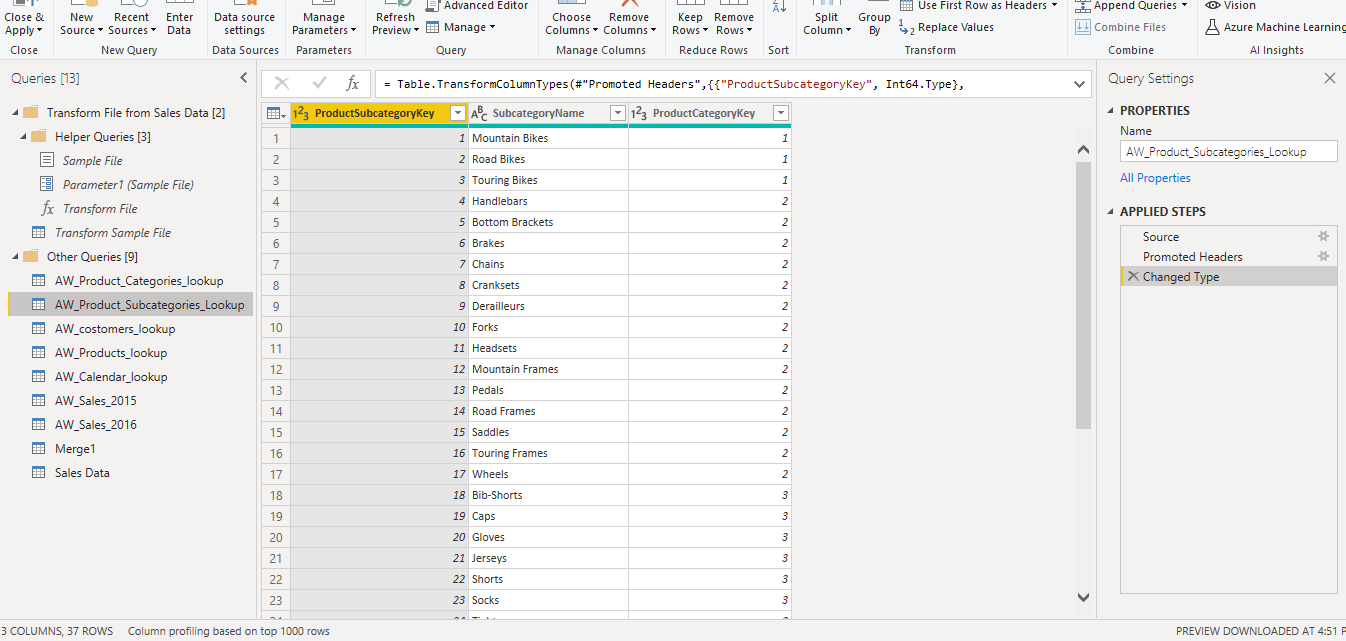 Close & Apply
New Source
Recent Sources
Enter Data
Data source settings
Manage Parameters
Refresh Preview
Advanced Editor
Manage
Choose Columns
Remove Columns
Keep Rows
Remove Rows
Split Column
Group By
Use First Row as Headers
Replace Values
Append Queries
Combine Files
Vision
Azure Machine Learning
Close
New Query
Data Sources
Parameters
Query
Manage Columns
Reduce Rows
Sort
Transform
Combine
AI Insights
Queries [13]
Transform File from Sales Data [2]
Helper Queries [3]
Sample File
Parameter1 (Sample File)
fx Transform File
Transform Sample File
Other Queries [9]
AW_Product_Categories_lookup
AW_Product_Subcategories_Lookup
AW_costomers_lookup
AW_Products_lookup
AW_Calendar_lookup
AW_Sales_2015
AW_Sales_2016
Merge1
Sales Data
fx = Table.TransformColumnTypes(#"Promoted Headers",{{"ProductSubcategoryKey", Int64.Type},
123 ProductSubcategoryKey ABC SubcategoryName 123 ProductCategoryKey
1 1 Mountain Bikes 1
2 2 Road Bikes 1
3 3 Touring Bikes 1
4 4 Handlebars 2
5 5 Bottom Brackets 2
6 6 Brakes 2
7 7 Chains 2
8 8 Cranksets 2
9 9 Derailleurs 2
10 10 Forks 2
11 11 Headsets 2
12 12 Mountain Frames 2
13 13 Pedals 2
14 14 Road Frames 2
15 15 Saddles 2
16 16 Touring Frames 2
17 17 Wheels 2
18 18 Bib-Shorts 3
19 19 Caps 3
20 20 Gloves 3
21 21 Jerseys 3
22 22 Shorts 3
23 23 Socks 3
Query Settings
PROPERTIES
Name
AW_Product_Subcategories_Lookup
All Properties
APPLIED STEPS
Source
Promoted Headers
Changed Type
3 COLUMNS, 37 ROWS Column profiling based on top 1000 rows
PREVIEW DOWNLOADED AT 4:51 P